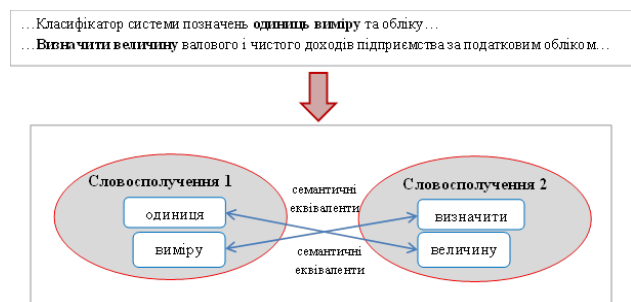 …Класифікатор системи позначень одиниць виміру та обліку…
…Визначити величину валового і чистого доходів підприємства за податковим обліком…
Словосполучення 1
Словосполучення 2
семантичні
еквіваленти
одиниця
визначити
виміру
величину
семантичні
еквіваленти